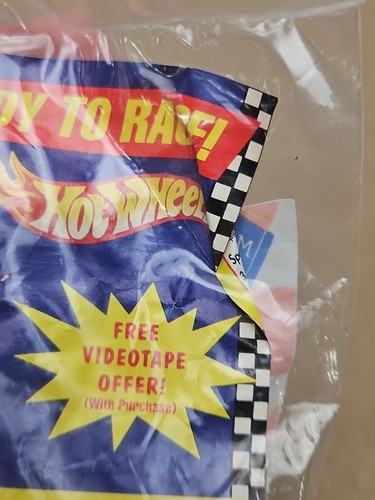 DY TO RACE!
Hot Wheels
FREE
VIDEOTAPE
OFFER!
(With Purchase)